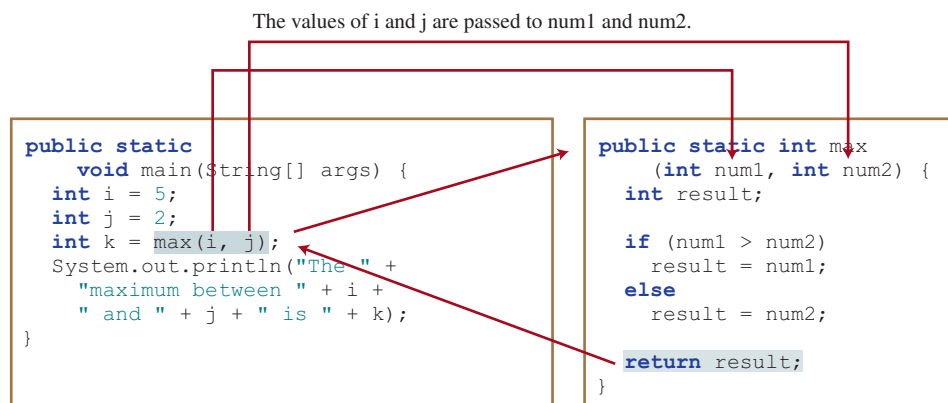 The values of i and j are passed to num1 and num2.
public static
void main(String[] args) {
int i = 5;
int j = 2;
int k = max(i, j);
System.out.println("The " +
"maximum between " + i +
" and " + j + " is " + k);
}
public static int max
(int num1, int num2) {
int result;
if (num1 > num2)
result = num1;
else
result = num2;
return result;
}